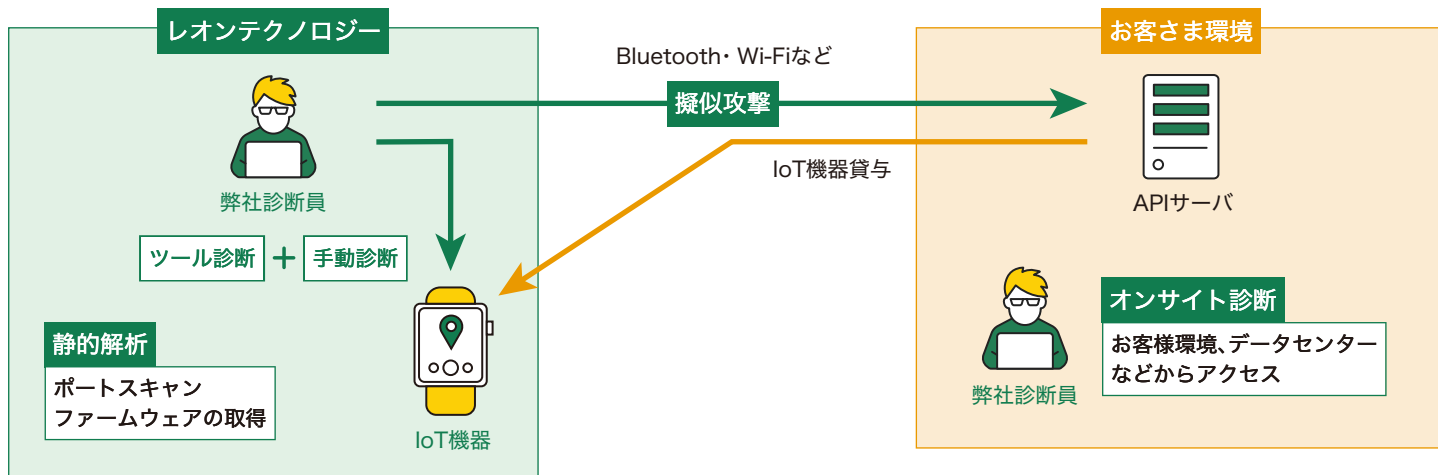 レオンテクノロジー
弊社診断員
ツール診断
+
手動診断
静的解析
ポートスキャン
ファームウェアの取得
IoT機器
Bluetooth・Wi-Fiなど
擬似攻撃
IoT機器貸与
お客さま環境
APIサーバ
弊社診断員
オンサイト診断
お客様環境、データセンター
などからアクセス